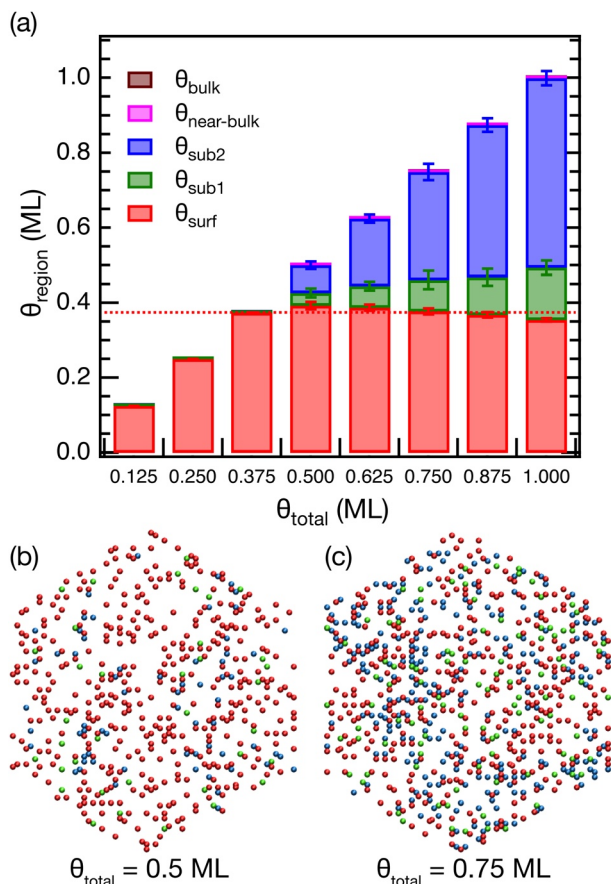 (a)
1.0
0.8
0.6
0.4
0.2
0.0
θregion (ML)
θbulk
θnear-bulk
θsub2
θsub1
θsurf
0.125 0.250 0.375 0.500 0.625 0.750 0.875 1.000
θtotal (ML)
(b) (c)
θtotal = 0.5 ML θtotal = 0.75 ML